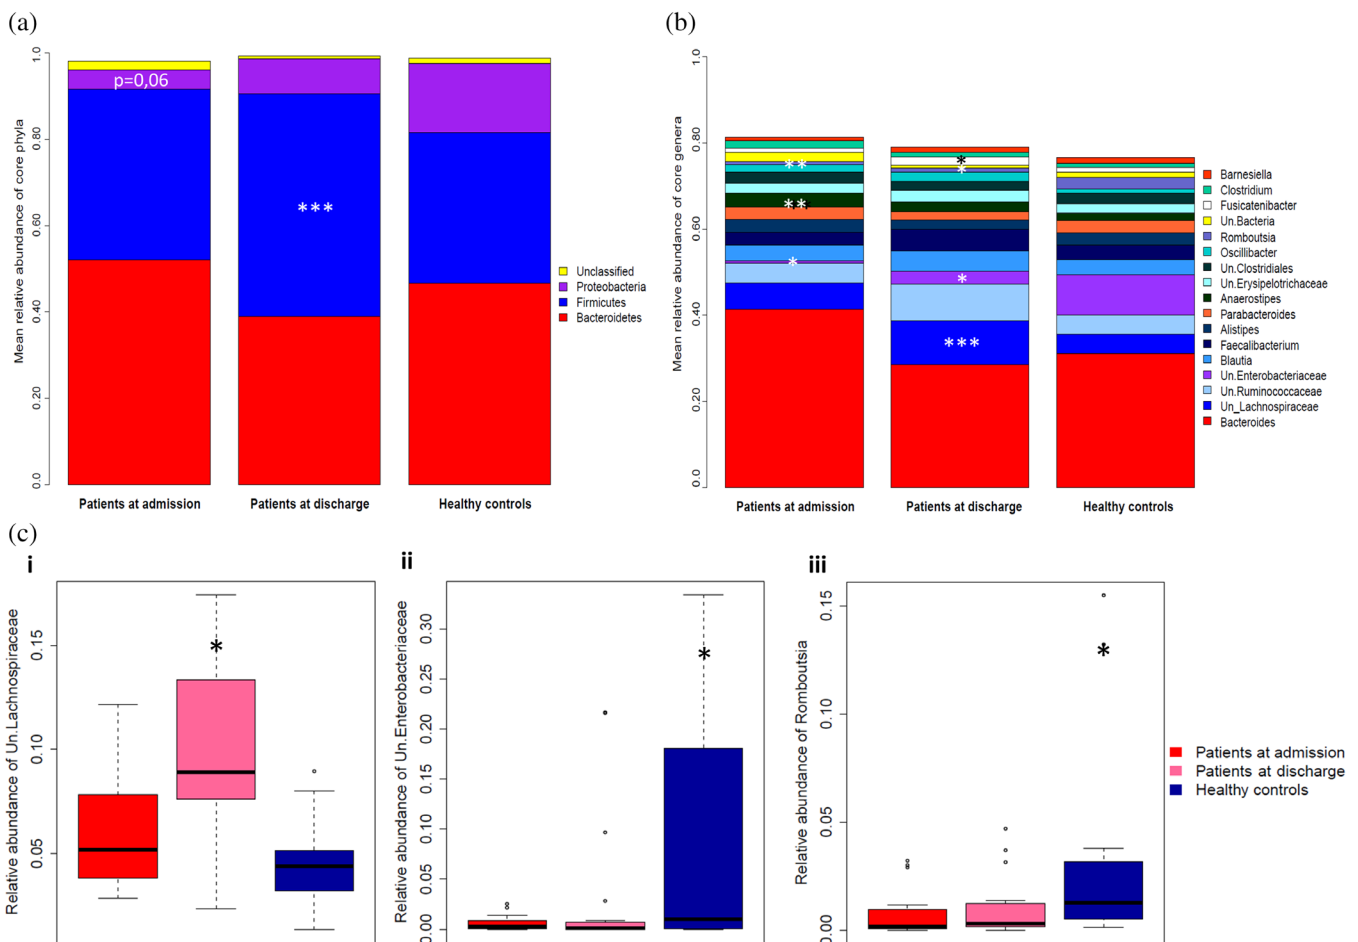 (a)
Mean relative abundance of core phyla
0.0
0.20
0.40
0.60
0.80
1.0
p=0,06
***
Unclassified
Proteobacteria
Firmicutes
Bacteroidetes
Patients at admission
Patients at discharge
Healthy controls
(b)
Mean relative abundance of core genera
0.0
0.20
0.40
0.60
0.80
1.0
**
**
*
*
*
*
***
Barnesiella
Clostridium
Fusicatenibacter
Un.Bacteria
Romboutsia
Oscillibacter
Un.Clostridiales
Un.Erysipelotrichaceae
Anaerostipes
Parabacteroides
Alistipes
Faecalibacterium
Blautia
Un.Enterobacteriaceae
Un.Ruminococcaceae
Un_Lachnospiraceae
Bacteroides
Patients at admission
Patients at discharge
Healthy controls
(c)
i
Relative abundance of Un.Lachnospiraceae
0.05
0.10
0.15
*
ii
Relative abundance of Un.Enterobacteriaceae
0.00
0.05
0.10
0.15
0.20
0.25
0.30
*
iii
Relative abundance of Romboutsia
0.00
0.05
0.10
0.15
*
Patients at admission
Patients at discharge
Healthy controls